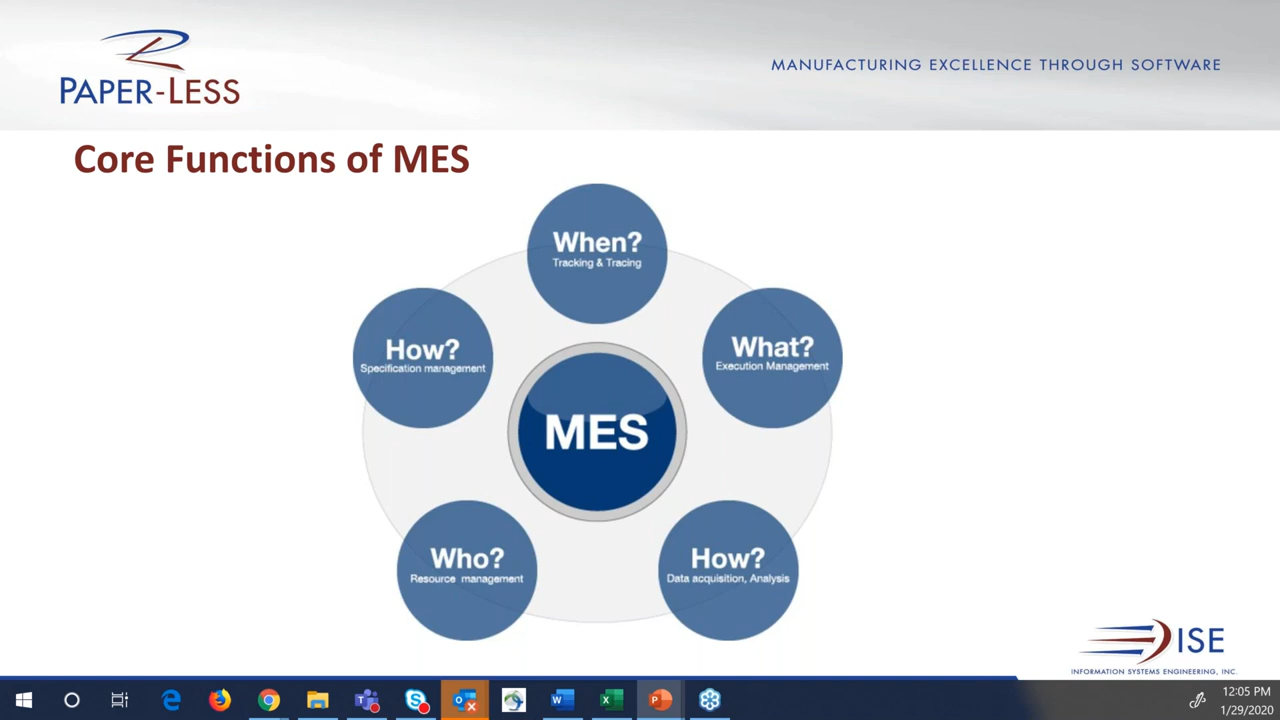 PAPER-LESS
MANUFACTURING EXCELLENCE THROUGH SOFTWARE
Core Functions of MES
When?
Tracking & Tracing
How?
Specification management
What?
Execution Management
MES
Who?
Resource management
How?
Data acquisition, Analysis
ISE
INFORMATION SYSTEMS ENGINEERING, INC.
12:05 PM
1/29/2020